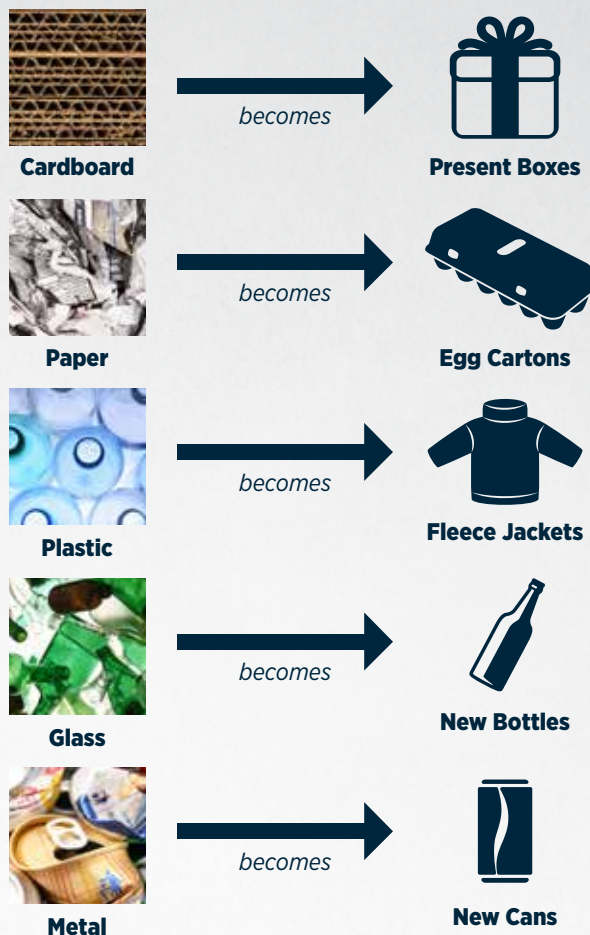 becomes
Cardboard
Present Boxes
becomes
Paper
Egg Cartons
becomes
Plastic
Fleece Jackets
becomes
Glass
New Bottles
becomes
Metal
New Cans